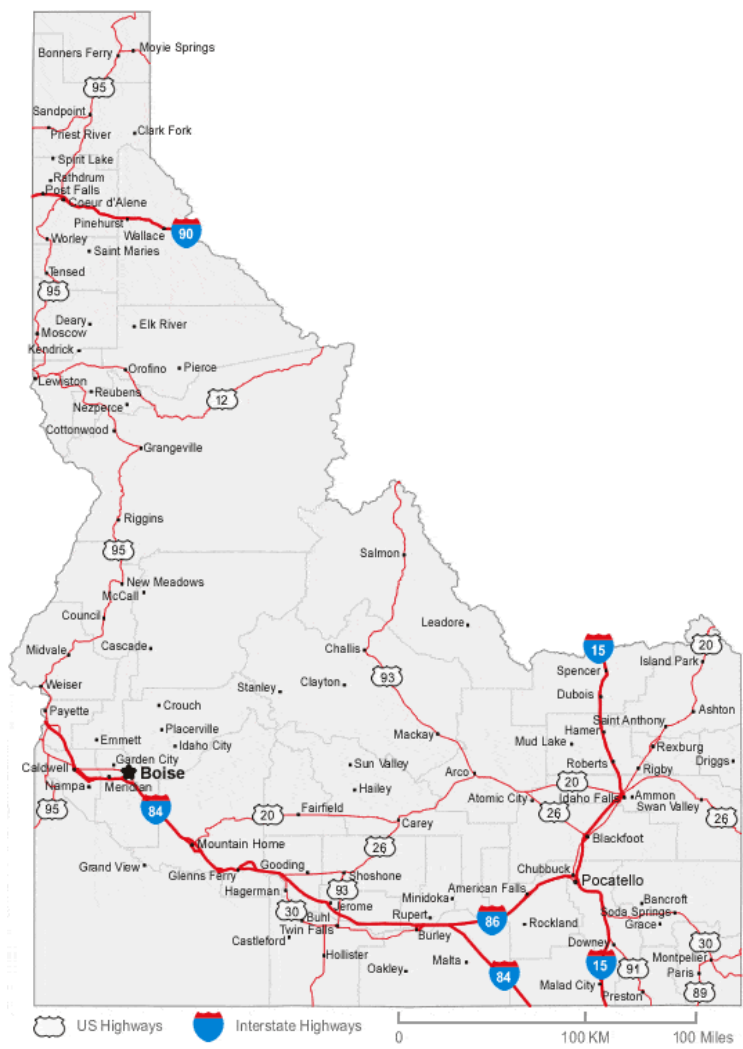 Bonners Ferry
Moyie Springs
95
Sandpoint
Priest River
Clark Fork
Spirit Lake
Rathdrum
Post Falls
Coeur d'Alene
Pinehurst
Wallace
90
Worley
Saint Maries
Tensed
95
Deary
Elk River
Moscow
Kendrick
Orofino
Pierce
Lewiston
Reubens
Nezperce
12
Cottonwood
Grangeville
Riggins
95
Salmon
New Meadows
McCall
Council
Leadore
Midvale
Cascade
Challis
15
20
Island Park
Spencer
93
Weiser
Stanley
Clayton
Dubois
Payette
Crouch
Ashton
Saint Anthony
Placerville
Hamer
Mackay
Emmett
Idaho City
Mud Lake
Rexburg
Garden City
Sun Valley
Roberts
Rigby
Driggs
Caldwell
Boise
Arco
Nampa
Meridian
Hailey
20
Atomic City
Idaho Falls
Ammon
Swan Valley
95
84
20
Fairfield
26
26
Carey
Blackfoot
Mountain Home
26
Grand View
Glenns Ferry
Gooding
Shoshone
Chubbuck
Pocatello
Hagerman
93
American Falls
Minidoka
Jerome
Bancroft
30
Buhl
Rupert
86
Soda Springs
Twin Falls
Rockland
Grace
Castleford
Burley
Downey
30
Hollister
Malta
Montpelier
Oakley
84
15
91
Paris
Malad City
Preston
89
US Highways
Interstate Highways
0
100 KM
100 Miles